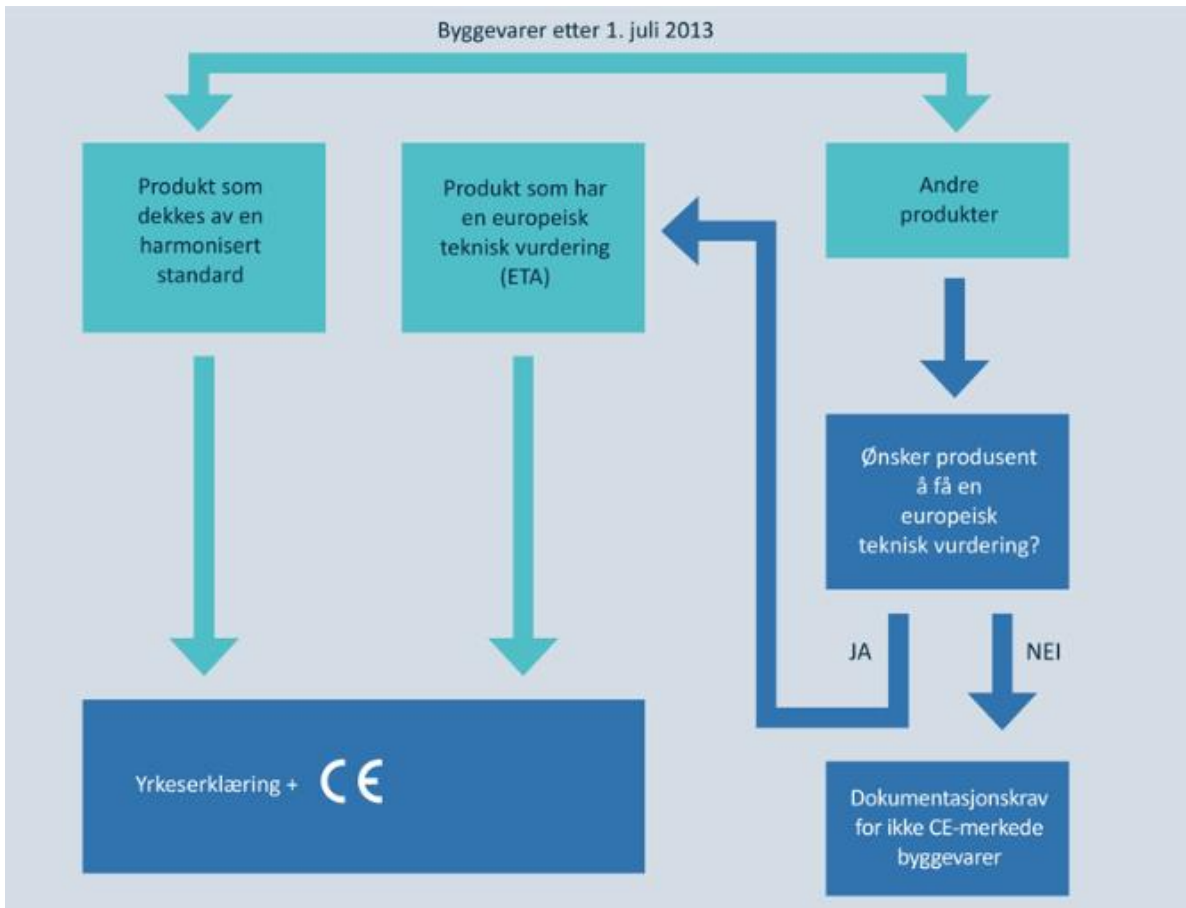 Byggevarer etter 1. juli 2013
Produkt som
dekkes av en
harmonisert
standard
Produkt som har
en europeisk
teknisk vurdering
(ETA)
Andre
produkter
Ønsker produsent
å få en
europeisk
teknisk vurdering?
JA
NEI
Yrkeserklæring + CE
Dokumentasjonskrav
for ikke CE-merkede
byggevarer